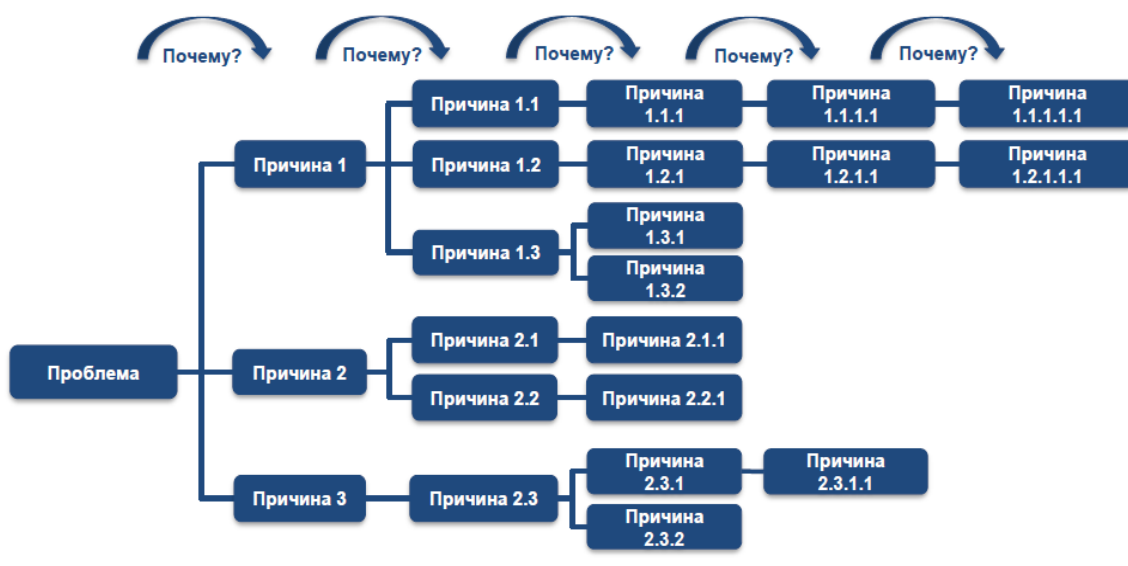 Почему?
Почему?
Почему?
Почему?
Почему?
Причина 1.1
Причина
1.1.1
Причина
1.1.1.1
Причина
1.1.1.1.1
Причина 1
Причина 1.2
Причина
1.2.1
Причина
1.2.1.1
Причина
1.2.1.1.1
Причина 1.3
Причина
1.3.1
Причина
1.3.2
Проблема
Причина 2
Причина 2.1
Причина 2.1.1
Причина 2.2
Причина 2.2.1
Причина 3
Причина 2.3
Причина
2.3.1
Причина
2.3.1.1
Причина
2.3.2